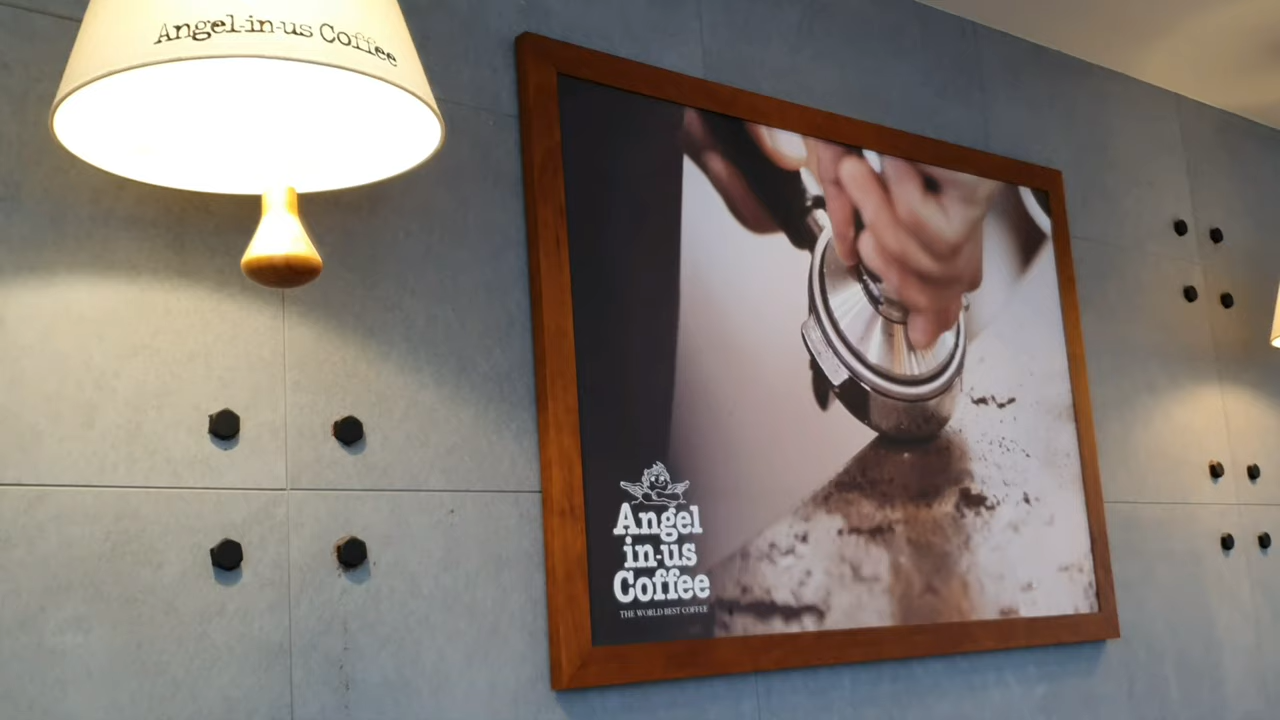 Angel-in-us Coffee
Angel
in-us
Coffee
THE WORLD BEST COFFEE